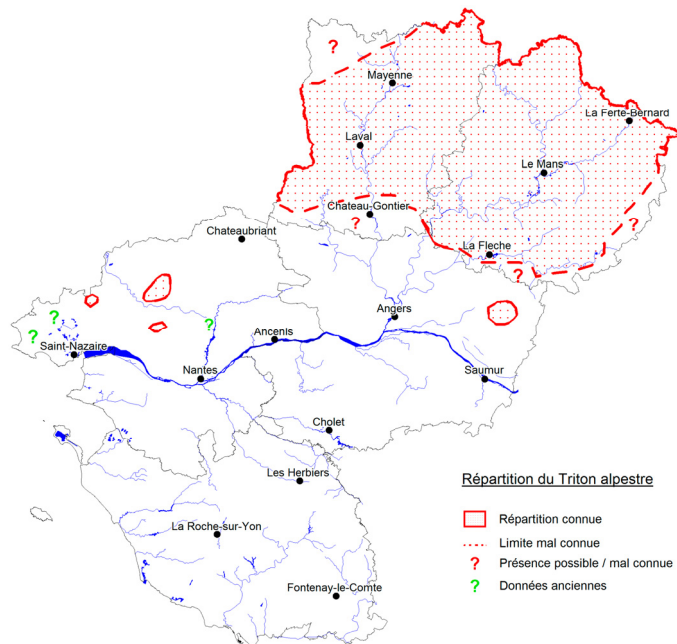 ?
Mayenne
La Ferte-Bernard
Laval
Le Mans
Chateau-Gontier
?
?
Chateaubriant
La Fleche
?
?
?
?
Angers
Ancenis
Saint-Nazaire
Nantes
Saumur
Cholet
Les Herbiers
Répartition du Triton alpestre
Répartition connue
La Roche-sur-Yon
Limite mal connue
? Présence possible / mal connue
? Données anciennes
Fontenay-le-Comte